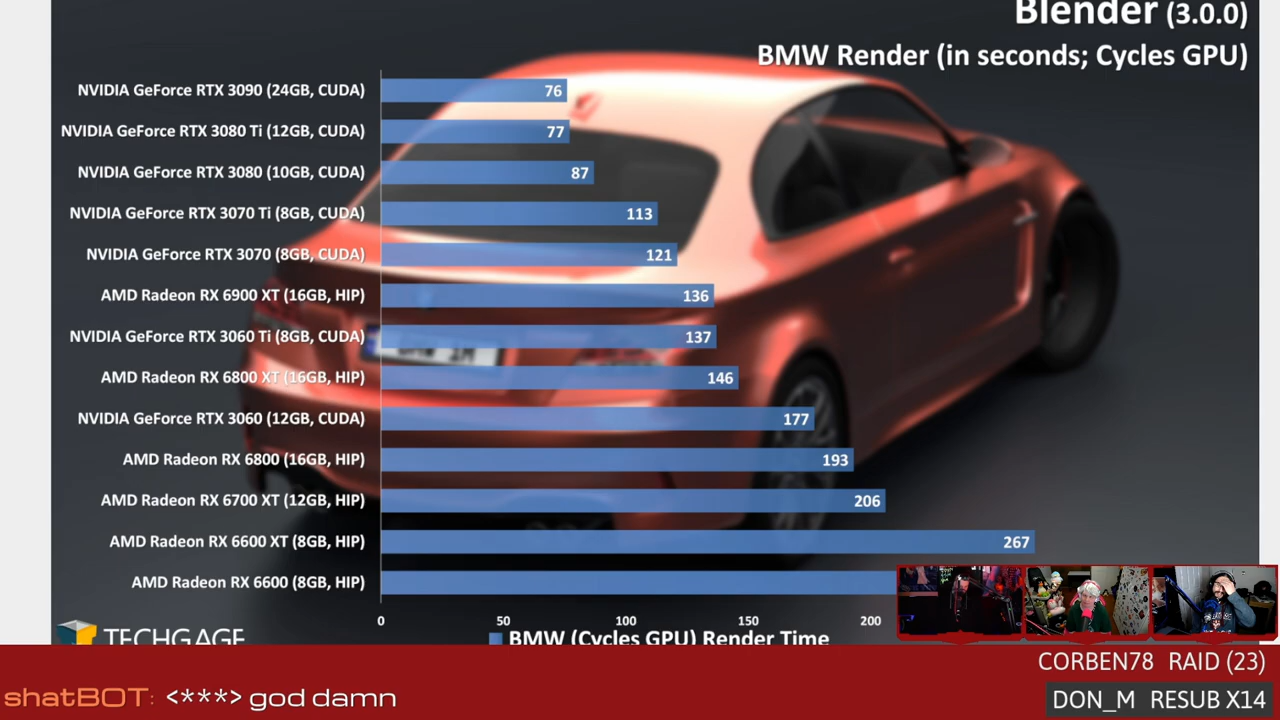 Blender (3.0.0)
BMW Render (in seconds; Cycles GPU)
NVIDIA GeForce RTX 3090 (24GB, CUDA) 76
NVIDIA GeForce RTX 3080 Ti (12GB, CUDA) 77
NVIDIA GeForce RTX 3080 (10GB, CUDA) 87
NVIDIA GeForce RTX 3070 Ti (8GB, CUDA) 113
NVIDIA GeForce RTX 3070 (8GB, CUDA) 121
AMD Radeon RX 6900 XT (16GB, HIP) 136
NVIDIA GeForce RTX 3060 Ti (8GB, CUDA) 137
AMD Radeon RX 6800 XT (16GB, HIP) 146
NVIDIA GeForce RTX 3060 (12GB, CUDA) 177
AMD Radeon RX 6800 (16GB, HIP) 193
AMD Radeon RX 6700 XT (12GB, HIP) 206
AMD Radeon RX 6600 XT (8GB, HIP) 267
AMD Radeon RX 6600 (8GB, HIP)
0 50 100 150 200
TECHGAGE
BMW (Cycles GPU) Render Time
CORBEN78 RAID (23)
shatBOT: <***> god damn
DON_M RESUB X14